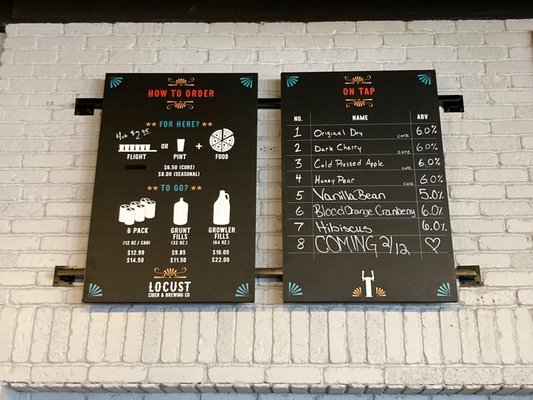 HOW TO ORDER
FOR HERE?
4oz $2.25
FLIGHT
OR
PINT
+
FOOD
$6.50 (CORE)
$8.00 (SEASONAL)
TO GO?
6 PACK
(12 OZ / CAN)
$12.99
$14.50
GRUNT
FILLS
(32 OZ.)
$9.85
$11.50
GROWLER
FILLS
(64 OZ.)
$16.00
$22.00
LOCUST
CIDER & BREWING CO
ON TAP
NO. NAME ABV
1 Original Dry CORE 6.0%
2 Dark Cherry CORE 6.0%
3 Cold Pressed Apple CORE 6.0%
4 Honey Pear CORE 6.0%
5 Vanilla Bean 5.0%
6 Blood Orange Cranberry 6.0%
7 Hibiscus 6.0%
8 COMING 2/12 ♡